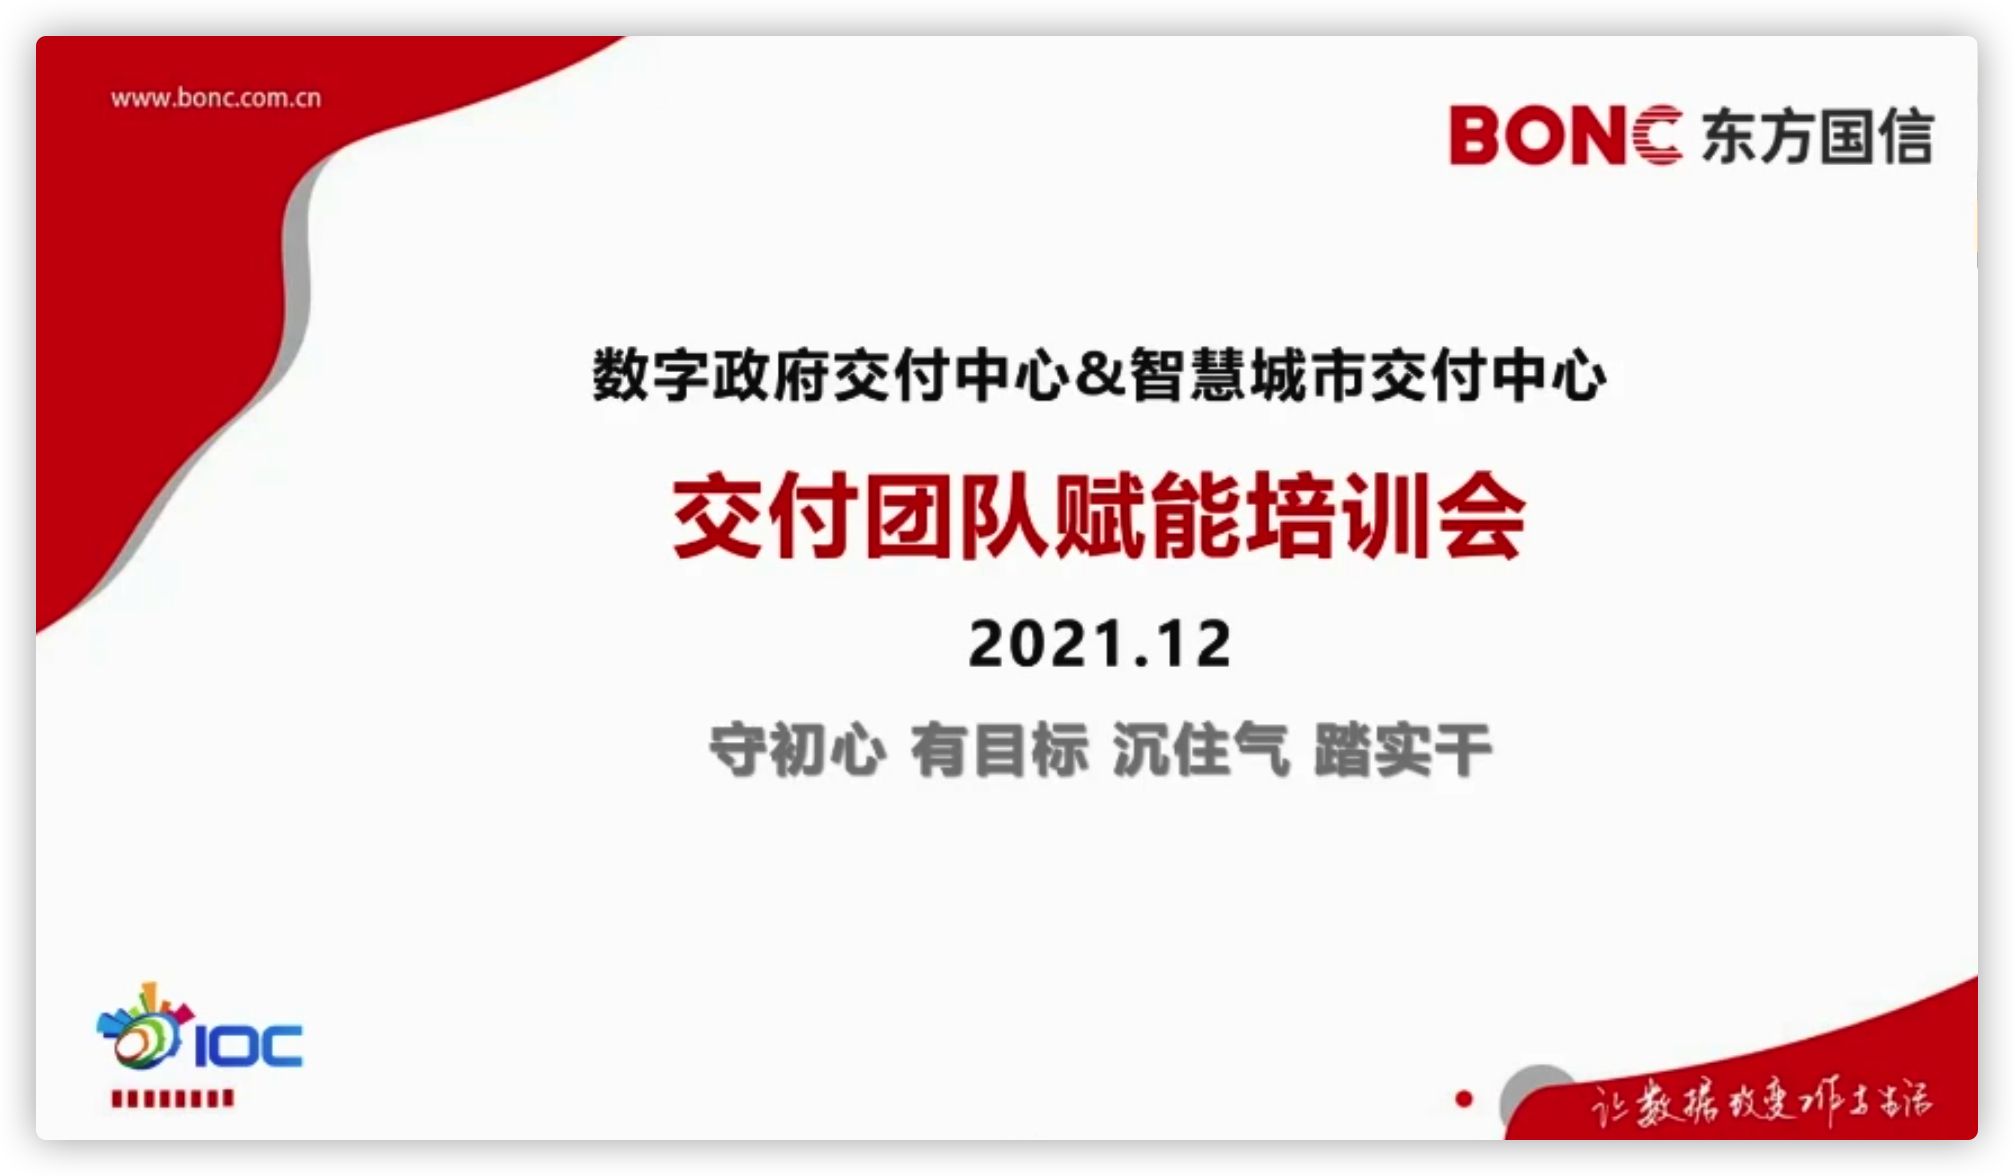 www.bonc.com.cn
BONC 东方国信
数字政府交付中心&智慧城市交付中心
交付团队赋能培训会
2021.12
守初心 有目标 沉住气 踏实干
IOC
让数据改变工作与生活